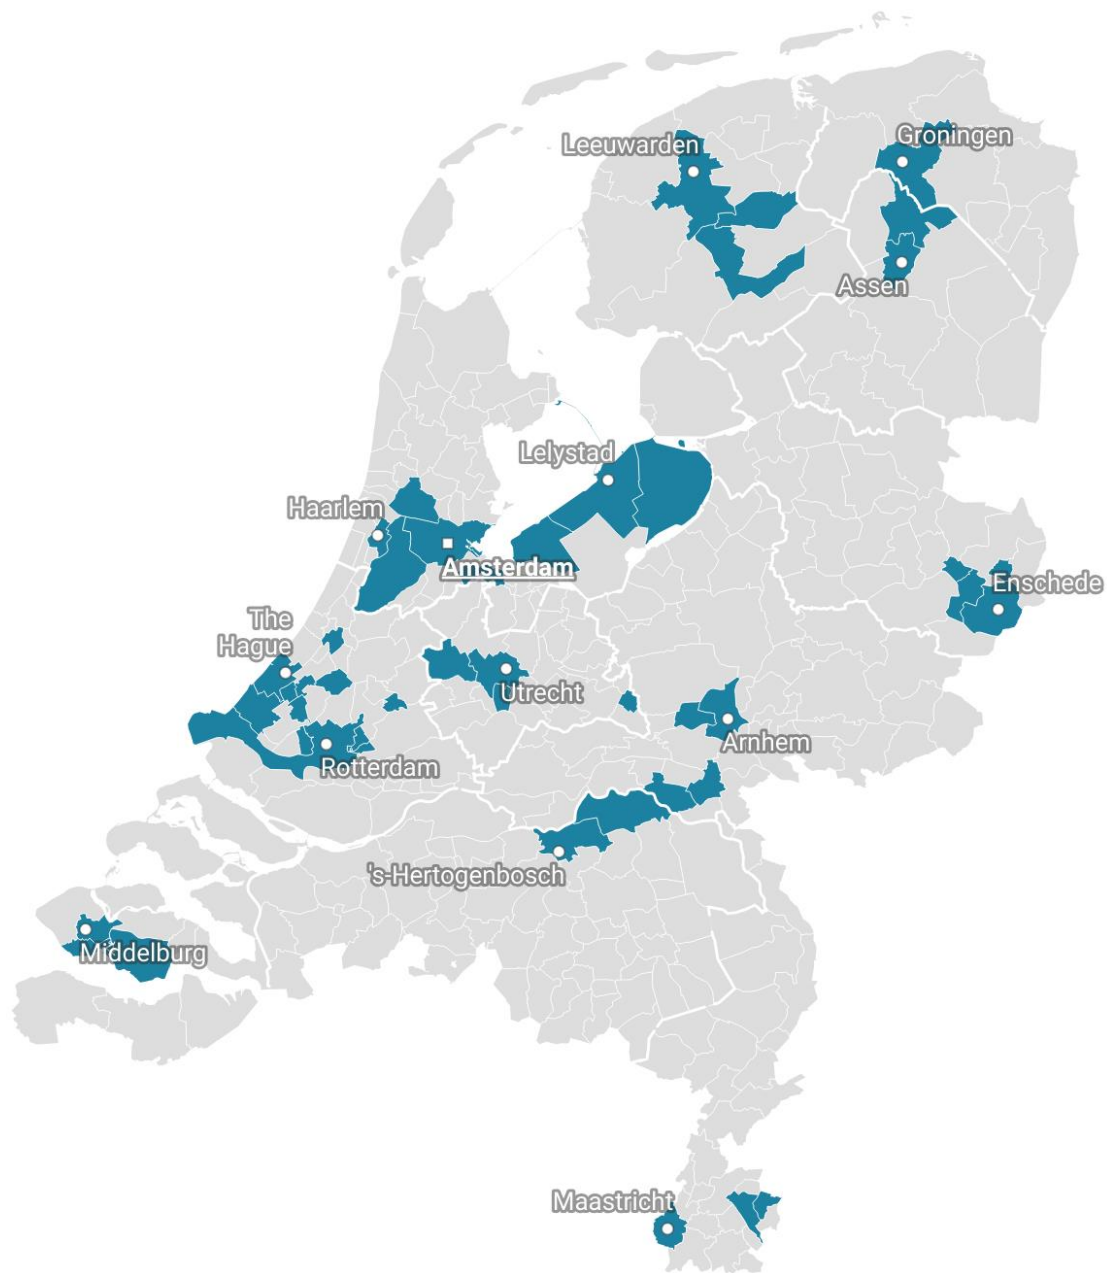 Groningen
Leeuwarden
Assen
Lelystad
Haarlem
Amsterdam
Enschede
The
Hague
Utrecht
Arnhem
Rotterdam
's-Hertogenbosch
Middelburg
Maastricht